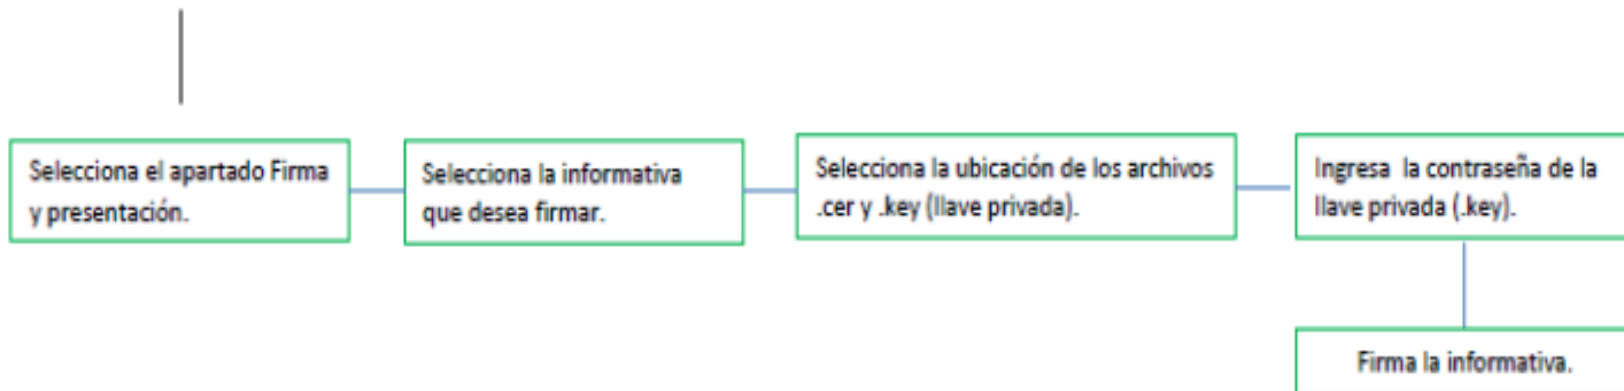 Selecciona el apartado Firma
y presentación.
Selecciona la informativa
que desea firmar.
Selecciona la ubicación de los archivos
.cer y .key (llave privada).
Ingresa la contraseña de la
llave privada (.key).
Firma la informativa.